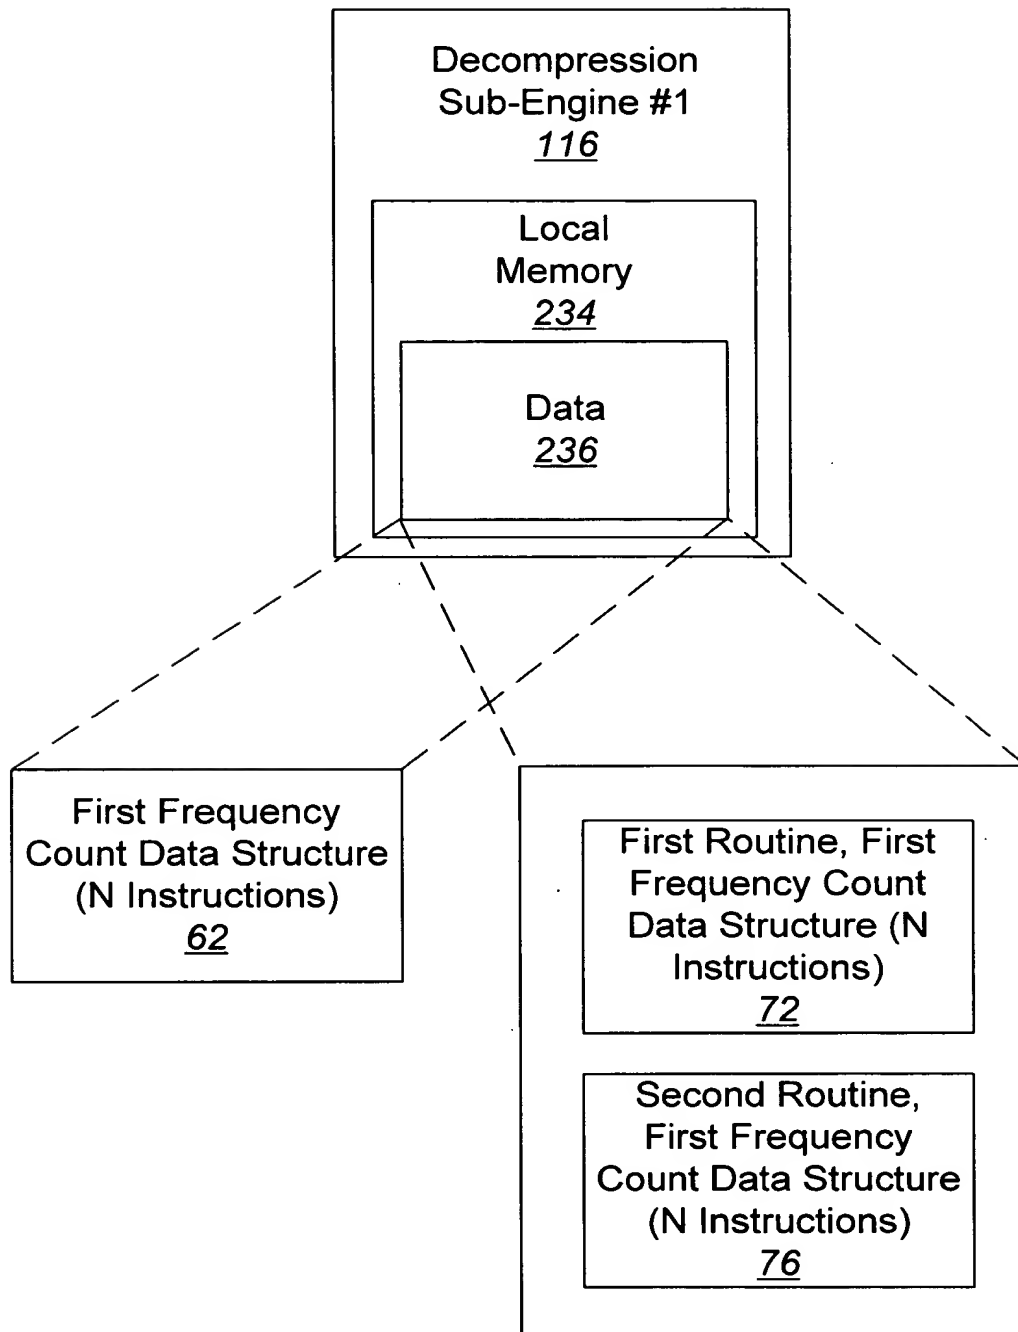 Decompression
Sub-Engine #1
116
Local
Memory
234
Data
236
First Frequency
Count Data Structure
(N Instructions)
62
First Routine, First
Frequency Count
Data Structure (N
Instructions)
72
Second Routine,
First Frequency
Count Data Structure
(N Instructions)
76